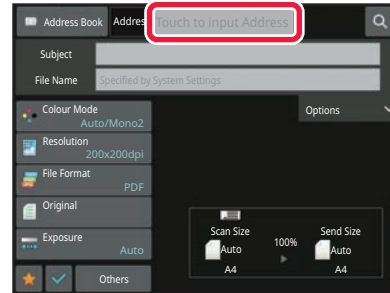 Address Book Addres Touch to input Address
Subject
File Name Specified by System Settings
Colour Mode
Auto/Mono2
Options
Resolution
200x200dpi
File Format
PDF
Original
Exposure
Auto
Scan Size
Auto
A4
100%
Send Size
Auto
A4
Others